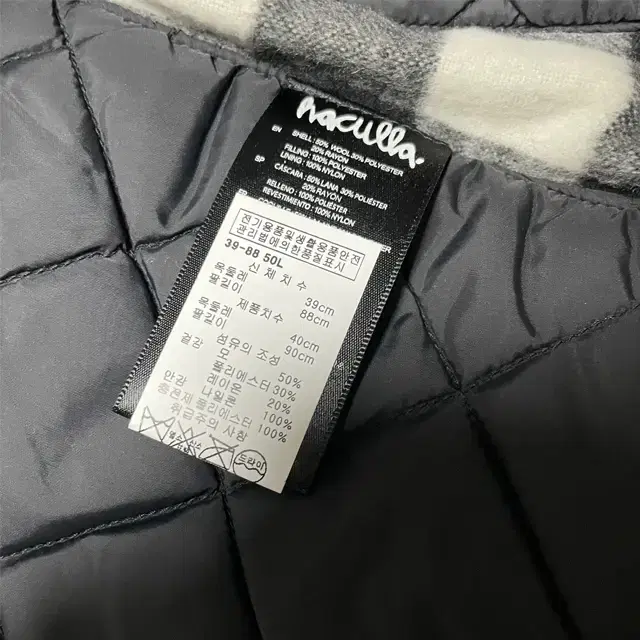 haculla
EN
SHELL : 50% WOOL 30% POLYESTER
20% RAYON
FILLING : 100% POLYESTER
LINING : 100% NYLON
SP
CÁSCARA : 50% LANA 30% POLIÉSTER
20% RAYÓN
RELLENO : 100% POLIÉSTER
REVESTIMIENTO : 100% NYLON
전기용품및생활용품안전
관리법에의한품질표시
39-88 50L
신체치수
목둘레 39cm
팔길이 88cm
제품치수
목둘레 40cm
팔길이 90cm
섬유의 조성
겉감 모 50%
폴리에스터 30%
레이온 20%
안감 나일론 100%
충전재 폴리에스터 100%
취급주의 사항
드라이